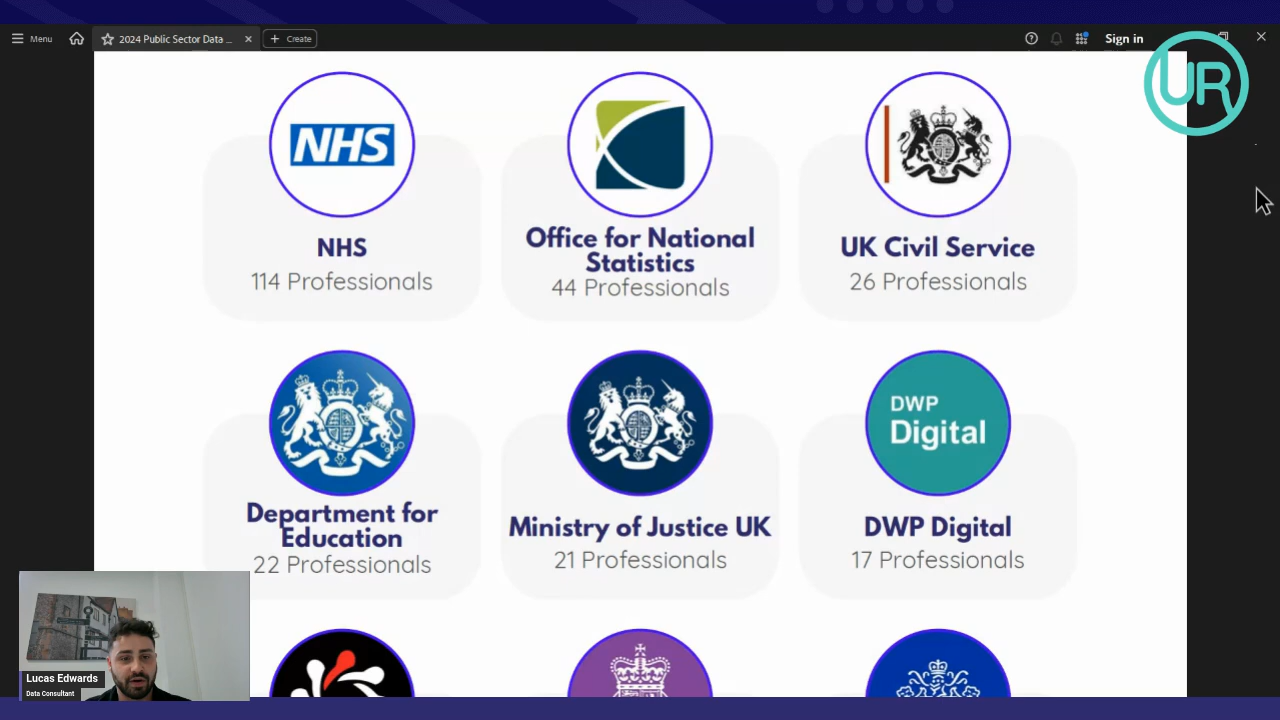 Menu
2024 Public Sector Data ...
Create
Sign in
UR
NHS
NHS
114 Professionals
Office for National
Statistics
44 Professionals
UK Civil Service
26 Professionals
Department for
Education
22 Professionals
Ministry of Justice UK
21 Professionals
DWP
Digital
DWP Digital
17 Professionals
Lucas Edwards
Data Consultant